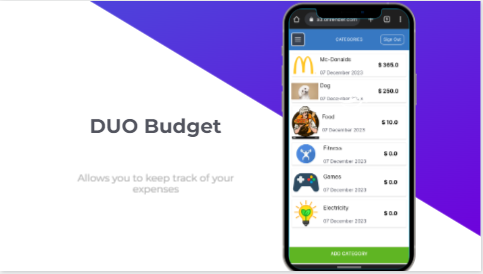 DUO Budget
Allows you to keep track of your
expenses
CATEGORIES
Sign Out
Mc-Donalds
07 December 2023
$ 365.0
Dog
07 December
$ 250.0
Food
07 December 2023
$ 10.0
Fitness
07 December 2023
$ 0.0
Games
07 December 2023
$ 0.0
Electricity
07 December 2023
$ 0.0
ADD CATEGORY